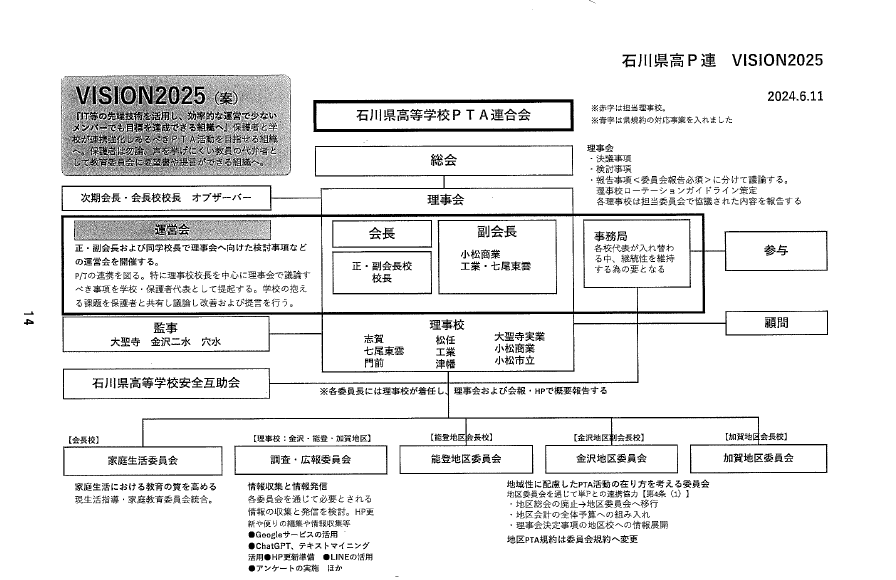 石川県高P連 VISION2025
2024.6.11
VISION2025（案）
『IT等の先端技術を活用し、効率的な運営で少ない
メンバーでも目標を達成できる組織へ』保護者と学
校が連携強化しあるべきＰＴＡ活動を目指せる組織
へ。保護者は勿論、声を挙げにくい教員の代弁者と
して教育委員会に要望書や提言ができる組織へ。
石川県高等学校ＰＴＡ連合会
※赤字は担当理事校。
※青字は県規約の対応事業を入れました
総会
理事会
・決議事項
・検討事項
・報告事項＜委員会報告必須＞に分けて議論する。
理事校ローテーションガイドライン策定
各理事校は担当委員会で協議された内容を報告する
次期会長・会長校校長 オブザーバー
理事会
運営会
正・副会長および同学校長で理事会へ向けた検討事項など
の運営会を開催する。
P/Tの連携を図る。特に理事校校長を中心に理事会で議論す
べき事項を学校・保護者代表として提起する。学校の抱え
る課題を保護者と共有し議論し改善および提言を行う。
会長
正・副会長校
校長
副会長
小松商業
工業・七尾東雲
事務局
各校代表が入れ替わ
る中、継続性を維持
する為の要となる
参与
監事
大聖寺 金沢二水 穴水
理事校
志賀 松任 大聖寺実業
七尾東雲 工業 小松商業
門前 津幡 小松市立
顧問
石川県高等学校安全互助会
※各委員長には理事校が着任し、理事会および会報・HPで概要報告する
【会長校】
家庭生活委員会
家庭生活における教育の質を高める
現生活指導・家庭教育委員会統合。
【理事校：金沢・能登・加賀地区】
調査・広報委員会
情報収集と情報発信
各委員会を通じて必要とされる
情報の収集と発信を検討。HP更
新や便りの編集や情報収集等
●Googleサービスの活用
●ChatGPT、テキストマイニング
活用●HP更新準備 ●LINEの活用
●アンケートの実施 ほか
【能登地区会長校】
能登地区委員会
【金沢地区副会長校】
金沢地区委員会
【加賀地区会長校】
加賀地区委員会
地域性に配慮したPTA活動の在り方を考える委員会
地区委員会を通じて単Pとの連携協力【第4条（1）】
・地区総会の廃止→地区委員会へ移行
・地区会計の全体予算への組み入れ
・理事会決定事項の地区校への情報展開
地区PTA規約は委員会規約へ変更
14